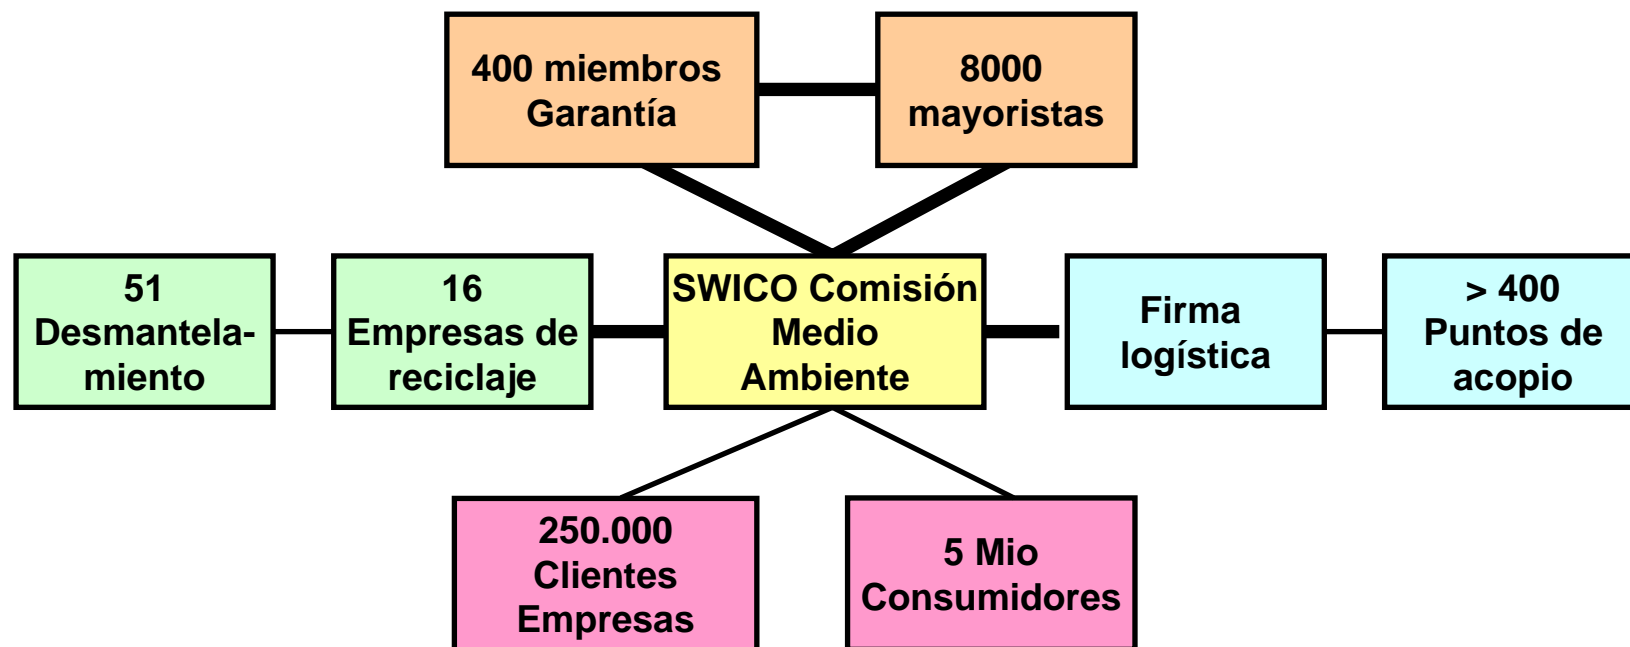 400 miembros
Garantía
8000
mayoristas
51
Desmantela-
miento
16
Empresas de
reciclaje
SWICO Comisión
Medio
Ambiente
Firma
logística
> 400
Puntos de
acopio
250.000
Clientes
Empresas
5 Mio
Consumidores